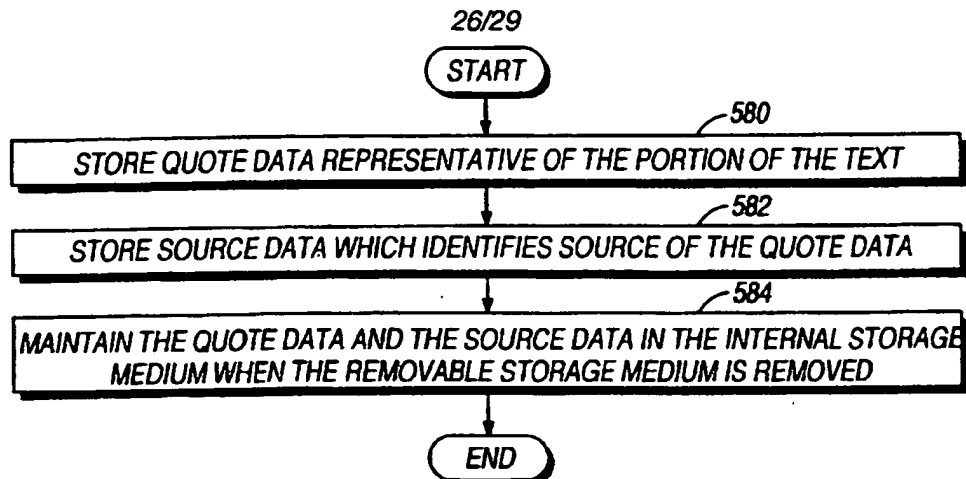 26/29
START
580
STORE QUOTE DATA REPRESENTATIVE OF THE PORTION OF THE TEXT
582
STORE SOURCE DATA WHICH IDENTIFIES SOURCE OF THE QUOTE DATA
584
MAINTAIN THE QUOTE DATA AND THE SOURCE DATA IN THE INTERNAL STORAGE
MEDIUM WHEN THE REMOVABLE STORAGE MEDIUM IS REMOVED
END